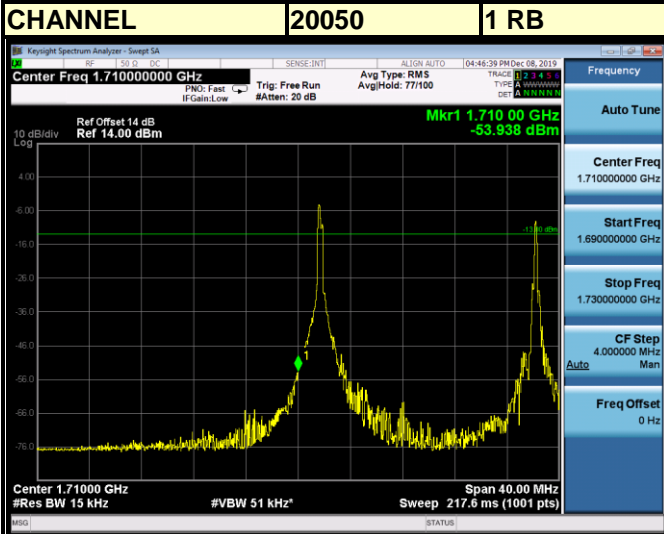 CHANNEL 20050 1 RB
Keysight Spectrum Analyzer - Swept SA
RF 50 Ω DC SENSE:INT ALIGN AUTO 04:46:39 PM Dec 08, 2019
Center Freq 1.710000000 GHz
PNO: Fast
IFGain:Low
Trig: Free Run
#Atten: 20 dB
Avg Type: RMS
Avg|Hold: 77/100
TRACE 1 2 3 4 5 6
TYPE A WWWWW
DET A N N N N N
Ref Offset 14 dB
Ref 14.00 dBm
10 dB/div
Log
Mkr1 1.710 00 GHz
-53.938 dBm
4.00
-6.00
-13.00 dBm
-16.0
-26.0
-36.0
-46.0
1
-56.0
-66.0
-76.0
Center 1.71000 GHz
#Res BW 15 kHz
#VBW 51 kHz*
Span 40.00 MHz
Sweep 217.6 ms (1001 pts)
MSG
STATUS
Frequency
Auto Tune
Center Freq
1.710000000 GHz
Start Freq
1.690000000 GHz
Stop Freq
1.730000000 GHz
CF Step
4.000000 MHz
Auto Man
Freq Offset
0 Hz